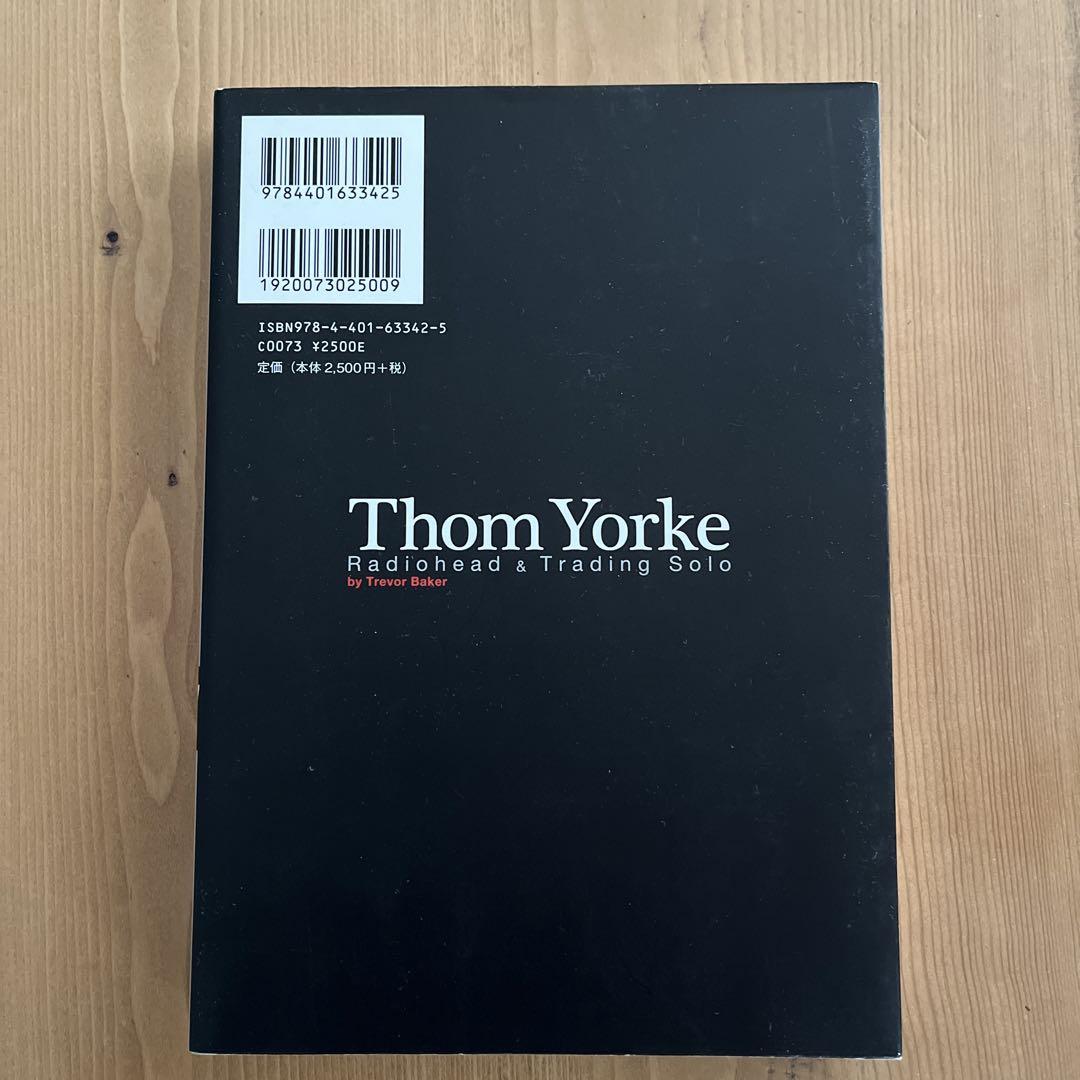 9784401633425
1920073025009
ISBN978-4-401-63342-5
C0073 ¥2500E
定価（本体2,500円+税）
Thom Yorke
Radiohead & Trading Solo
by Trevor Baker